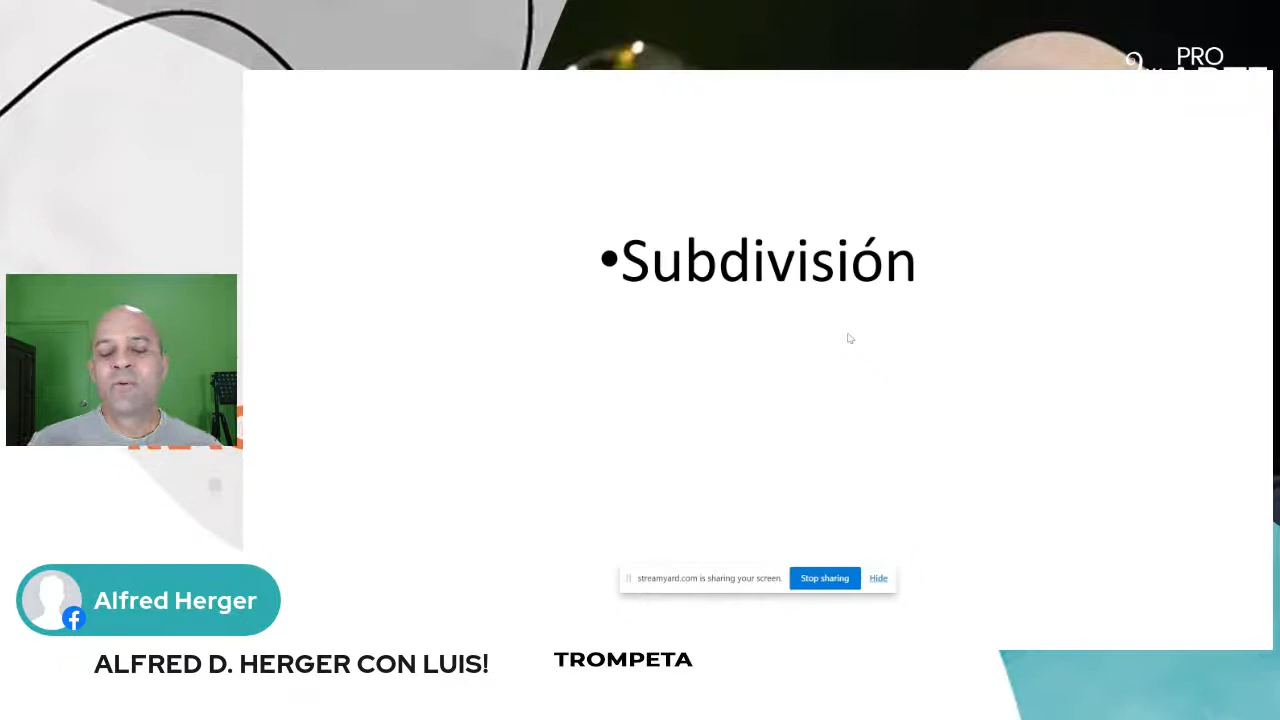 PRO
•Subdivisión
streamyard.com is sharing your screen.
Stop sharing
Hide
Alfred Herger
ALFRED D. HERGER CON LUIS!
TROMPETA